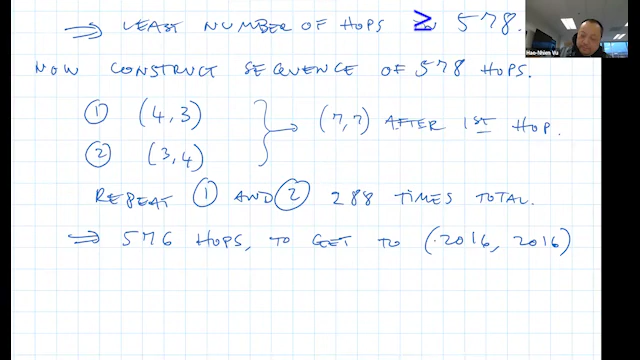 ⇒ LEAST NUMBER OF HOPS ≥ 578.
NOW CONSTRUCT SEQUENCE OF 578 HOPS.
① (4,3)
② (3,4)
→ (7,7) AFTER 1ST HOP.
REPEAT ① AND ② 288 TIMES TOTAL.
⇒ 576 HOPS, TO GET TO (2016, 2016)
Hao-Nhien Vu